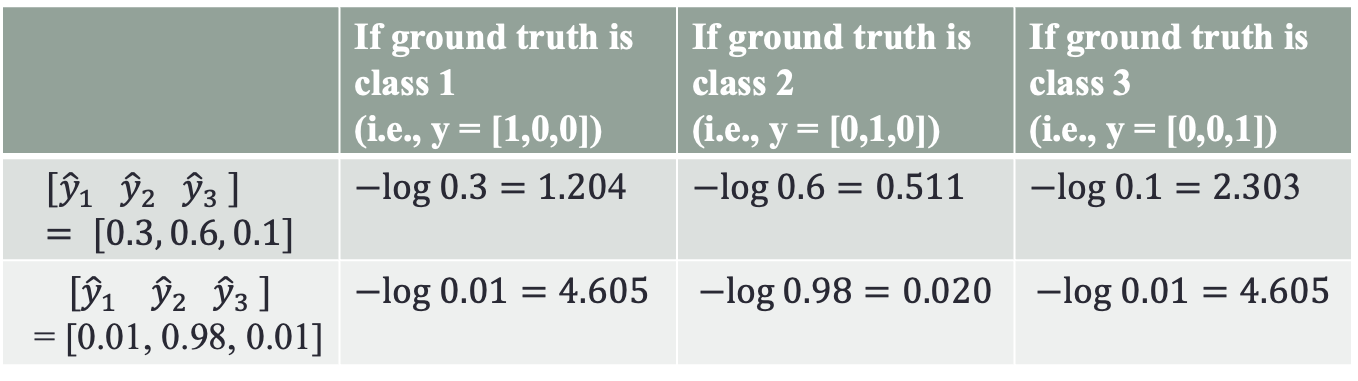 If ground truth is
class 1
(i.e., y = [1,0,0])
If ground truth is
class 2
(i.e., y = [0,1,0])
If ground truth is
class 3
(i.e., y = [0,0,1])
[ŷ₁ ŷ₂ ŷ₃ ]
= [0.3, 0.6, 0.1]
−log 0.3 = 1.204
−log 0.6 = 0.511
−log 0.1 = 2.303
[ŷ₁ ŷ₂ ŷ₃ ]
= [0.01, 0.98, 0.01]
−log 0.01 = 4.605
−log 0.98 = 0.020
−log 0.01 = 4.605